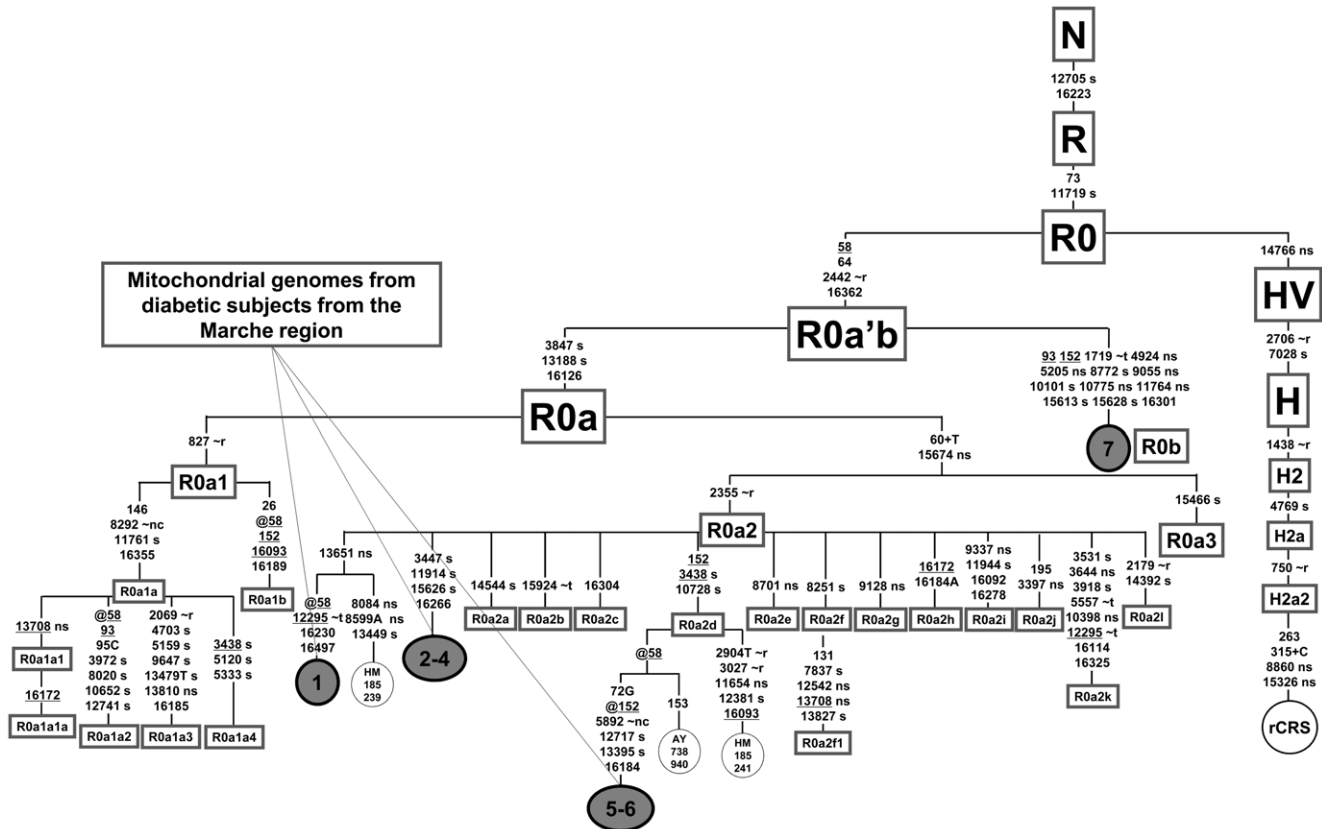 N
12705 s
16223
R
73
11719 s
R0
58
64
2442 ~r
16362
14766 ns
HV
2706 ~r
7028 s
H
1438 ~r
H2
4769 s
H2a
750 ~r
H2a2
263
315+C
8860 ns
15326 ns
rCRS
Mitochondrial genomes from
diabetic subjects from the
Marche region
R0a'b
3847 s
13188 s
16126
R0a
93 152 1719 ~t 4924 ns
5205 ns 8772 s 9055 ns
10101 s 10775 ns 11764 ns
15613 s 15628 s 16301
7
R0b
827 ~r
R0a1
146
8292 ~nc
11761 s
16355
R0a1a
26
@58
152
16093
16189
R0a1b
13708 ns
R0a1a1
16172
R0a1a1a
@58
93
95C
3972 s
8020 s
10652 s
12741 s
R0a1a2
2069 ~r
4703 s
5159 s
9647 s
13479T s
13810 ns
16185
R0a1a3
3438 s
5120 s
5333 s
R0a1a4
60+T
15674 ns
2355 ~r
R0a2
15466 s
R0a3
13651 ns
@58
12295 ~t
16230
16497
1
8084 ns
8599A ns
13449 s
HM
185
239
3447 s
11914 s
15626 s
16266
2-4
14544 s
R0a2a
15924 ~t
R0a2b
16304
R0a2c
152
3438 s
10728 s
R0a2d
@58
72G
@152
5892 ~nc
12717 s
13395 s
16184
5-6
153
AY
738
940
2904T ~r
3027 ~r
11654 ns
12381 s
16093
HM
185
241
8701 ns
R0a2e
8251 s
R0a2f
131
7837 s
12542 ns
13708 ns
13827 s
R0a2f1
9128 ns
R0a2g
16172
16184A
R0a2h
9337 ns
11944 s
16092
16278
R0a2i
195
3397 ns
R0a2j
3531 s
3644 ns
3918 s
5557 ~t
10398 ns
12295 ~t
16114
16325
R0a2k
2179 ~r
14392 s
R0a2l